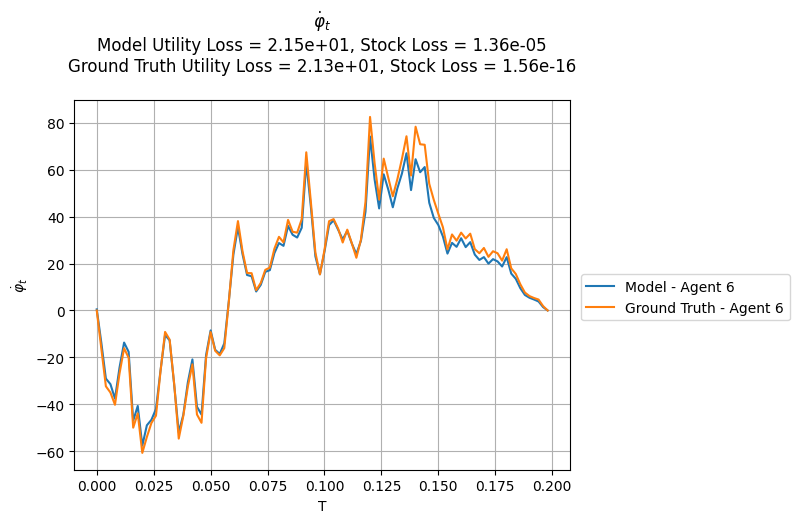 φ̇ₜ
Model Utility Loss = 2.15e+01, Stock Loss = 1.36e-05
Ground Truth Utility Loss = 2.13e+01, Stock Loss = 1.56e-16
80
60
40
20
0
−20
−40
−60
φ̇ₜ
0.000 0.025 0.050 0.075 0.100 0.125 0.150 0.175 0.200
T
Model - Agent 6
Ground Truth - Agent 6